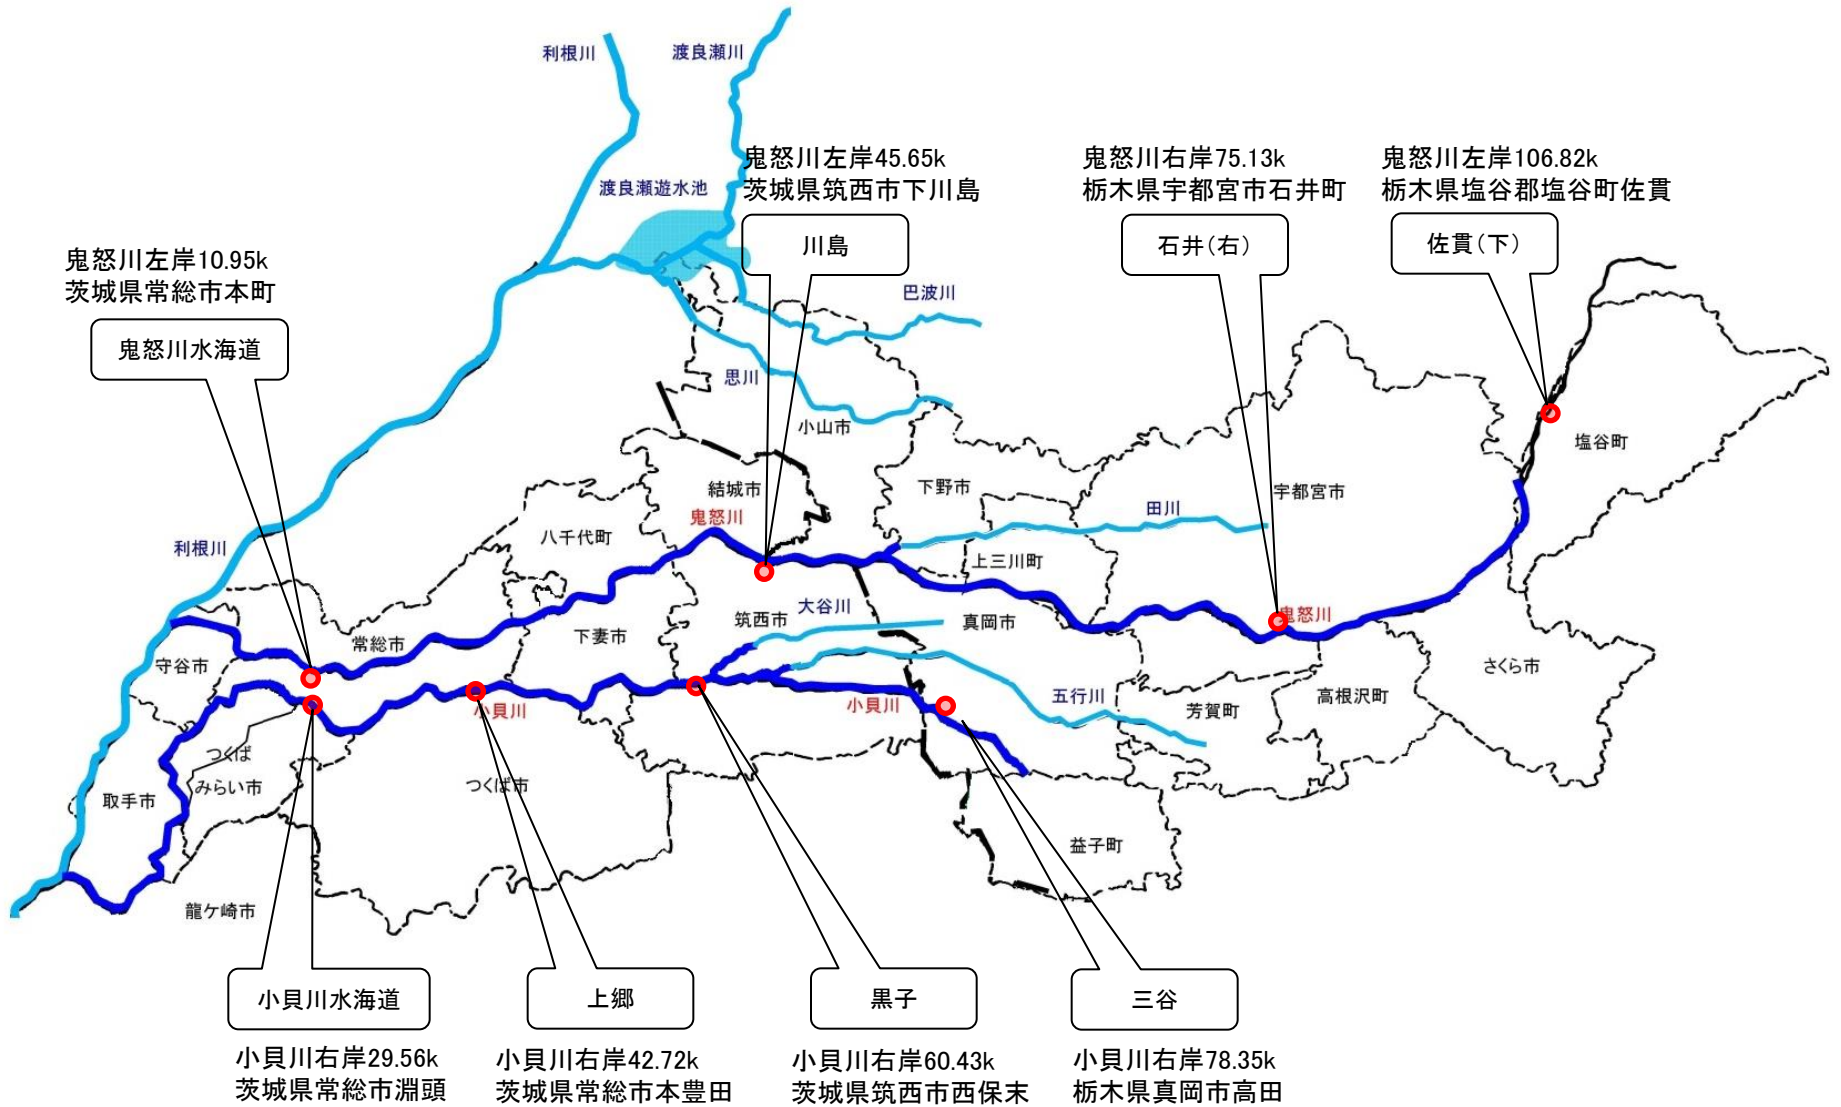 利根川
渡良瀬川
鬼怒川左岸45.65k
茨城県筑西市下川島
鬼怒川右岸75.13k
栃木県宇都宮市石井町
鬼怒川左岸106.82k
栃木県塩谷郡塩谷町佐貫
渡良瀬遊水池
川島
石井(右)
佐貫(下)
鬼怒川左岸10.95k
茨城県常総市本町
鬼怒川水海道
巴波川
思川
小山市
塩谷町
結城市
下野市
宇都宮市
田川
鬼怒川
八千代町
利根川
上三川町
大谷川
鬼怒川
筑西市
真岡市
下妻市
常総市
守谷市
さくら市
五行川
小貝川
小貝川
芳賀町
高根沢町
つくば
みらい市
つくば市
取手市
益子町
龍ケ崎市
小貝川水海道
上郷
黒子
三谷
小貝川右岸29.56k
茨城県常総市淵頭
小貝川右岸42.72k
茨城県常総市本豊田
小貝川右岸60.43k
茨城県筑西市西保末
小貝川右岸78.35k
栃木県真岡市高田